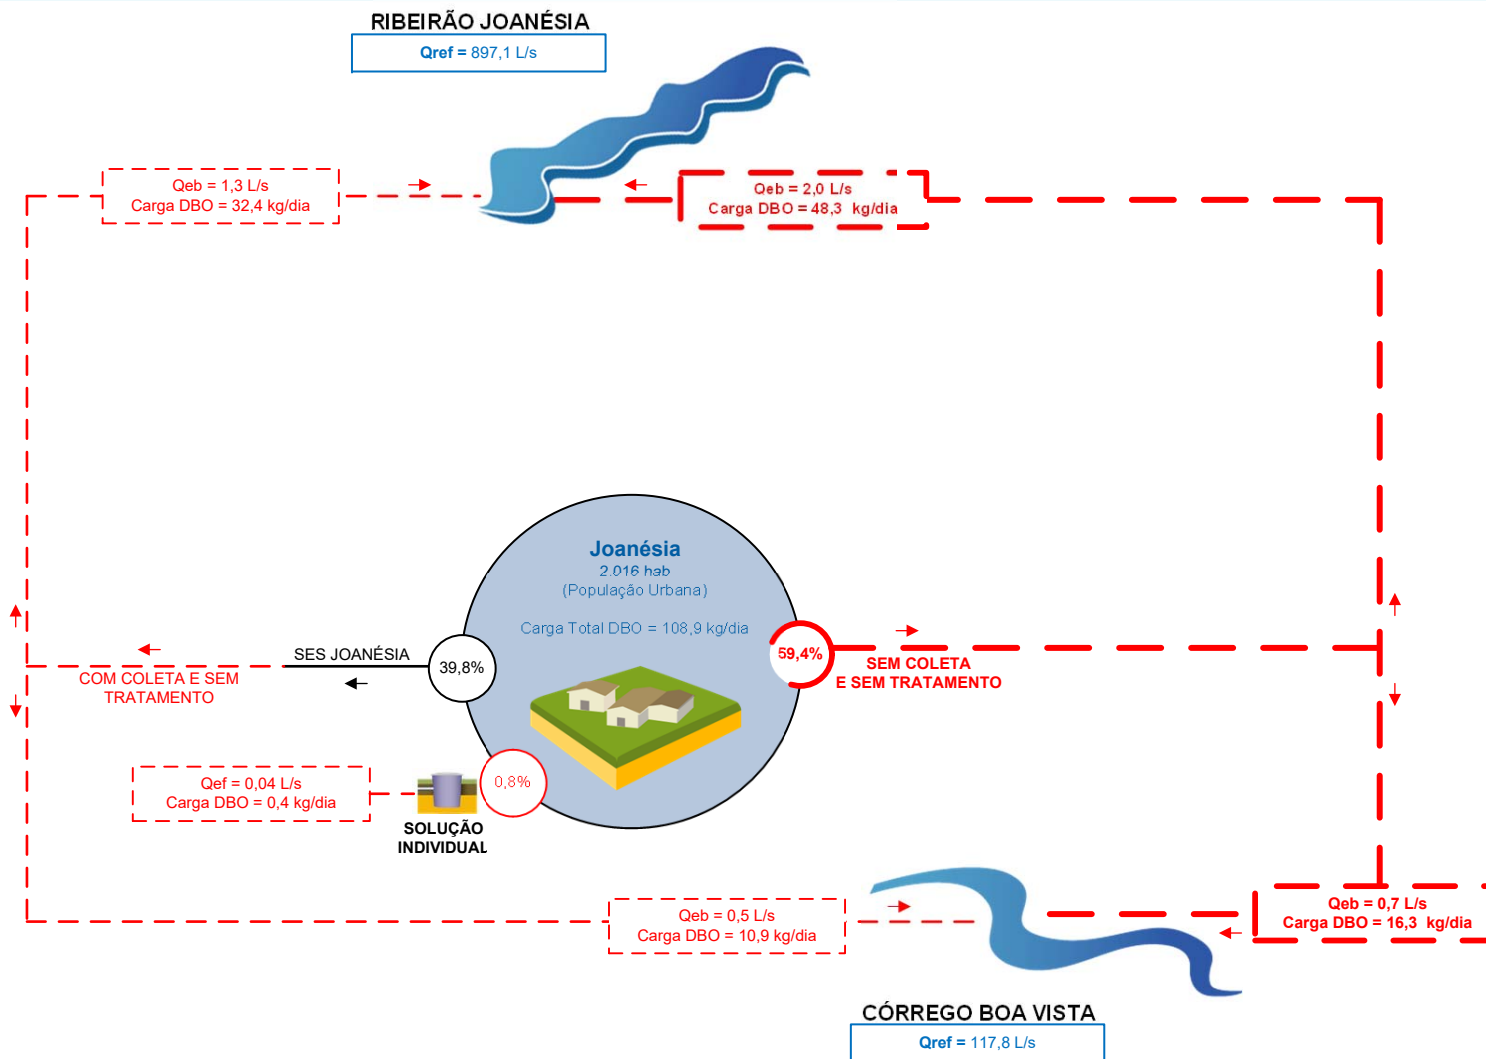 RIBEIRÃO JOANÉSIA
Qref = 897,1 L/s
Qeb = 1,3 L/s
Carga DBO = 32,4 kg/dia
Qeb = 2,0 L/s
Carga DBO = 48,3 kg/dia
Joanésia
2.016 hab
(População Urbana)
Carga Total DBO = 108,9 kg/dia
SES JOANÉSIA
39,8%
59,4%
COM COLETA E SEM
TRATAMENTO
SEM COLETA
E SEM TRATAMENTO
Qef = 0,04 L/s
Carga DBO = 0,4 kg/dia
0,8%
SOLUÇÃO
INDIVIDUAL
Qeb = 0,5 L/s
Carga DBO = 10,9 kg/dia
Qeb = 0,7 L/s
Carga DBO = 16,3 kg/dia
CÓRREGO BOA VISTA
Qref = 117,8 L/s